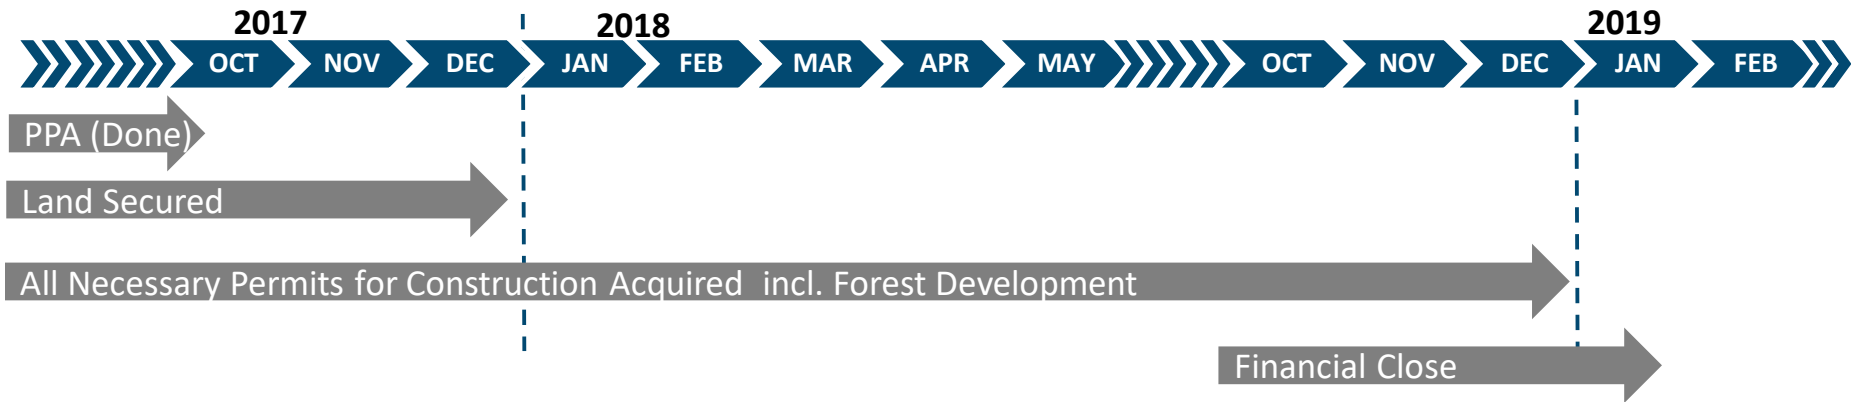 2017 2018 2019
OCT NOV DEC JAN FEB MAR APR MAY OCT NOV DEC JAN FEB
PPA (Done)
Land Secured
All Necessary Permits for Construction Acquired  incl. Forest Development
Financial Close